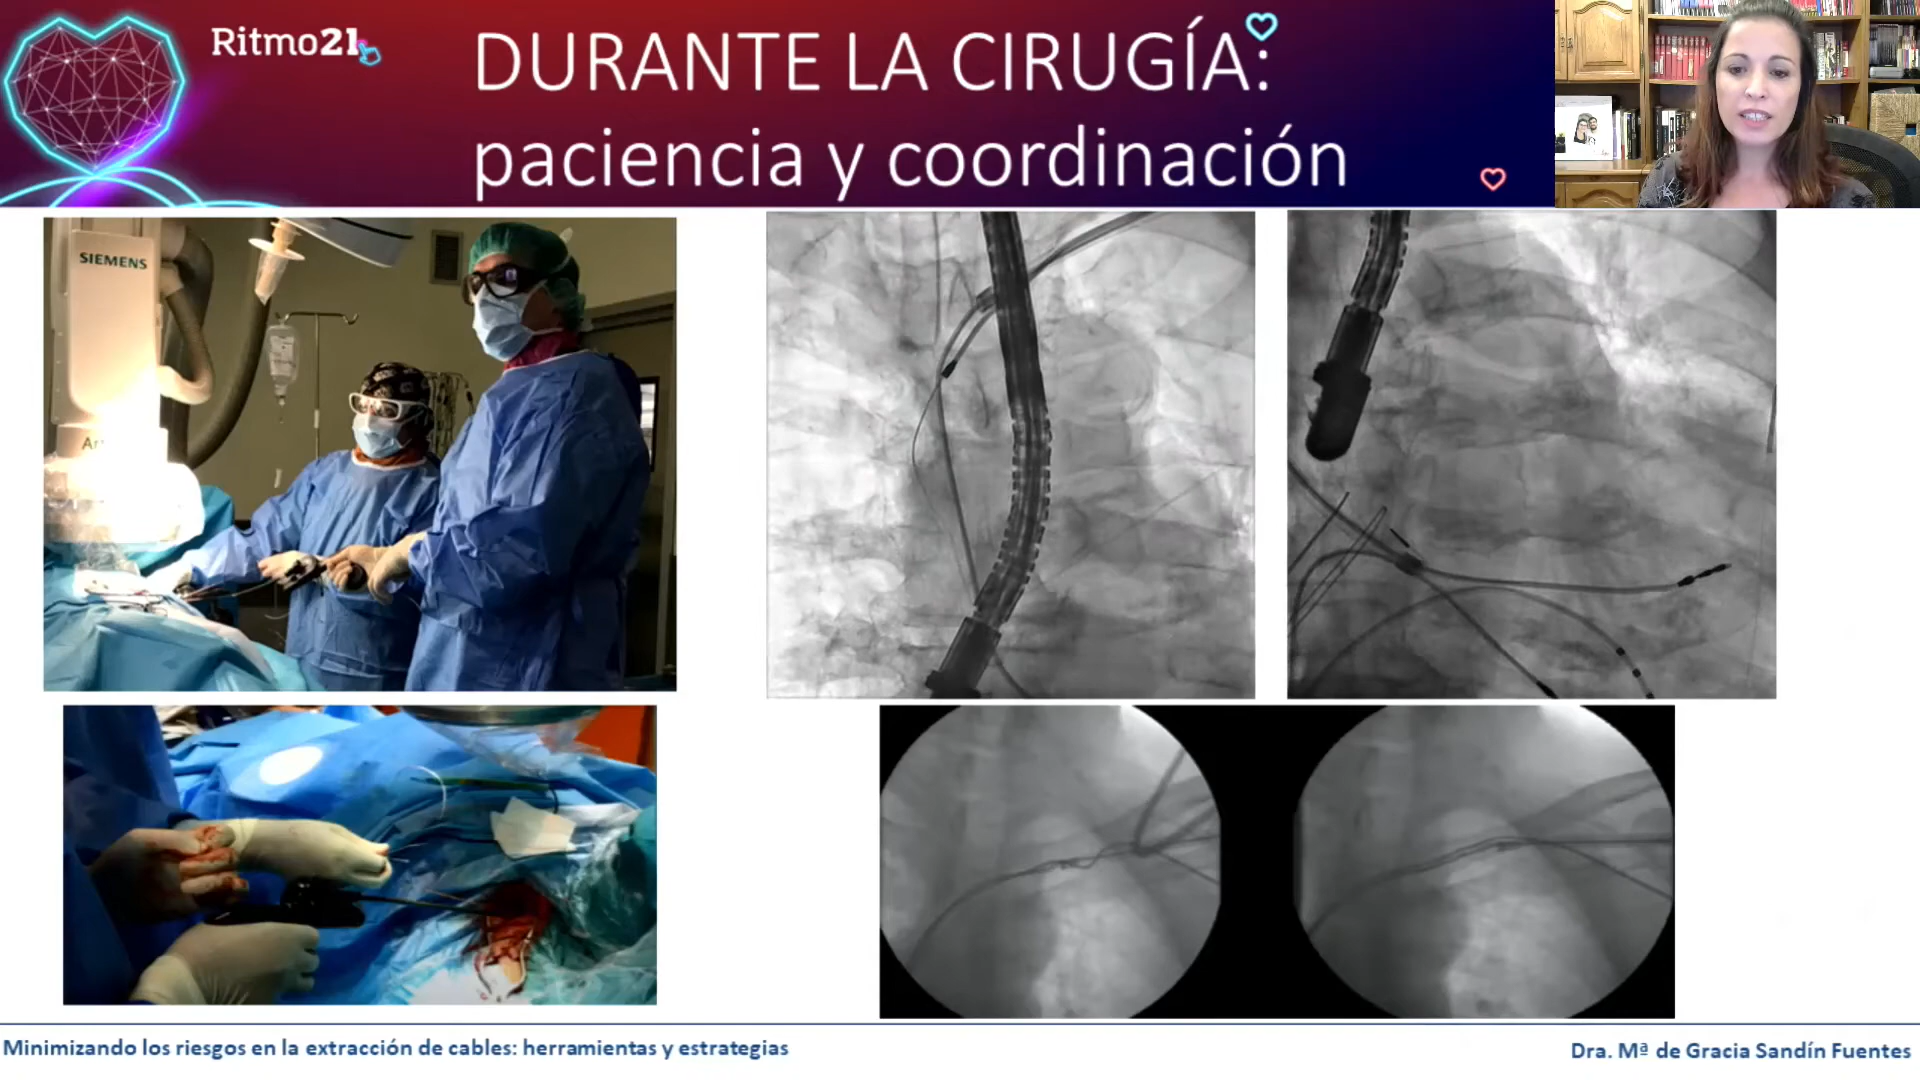 Ritmo21
DURANTE LA CIRUGÍA:
paciencia y coordinación
SIEMENS
Ar
Minimizando los riesgos en la extracción de cables: herramientas y estrategias
Dra. Mª de Gracia Sandín Fuentes